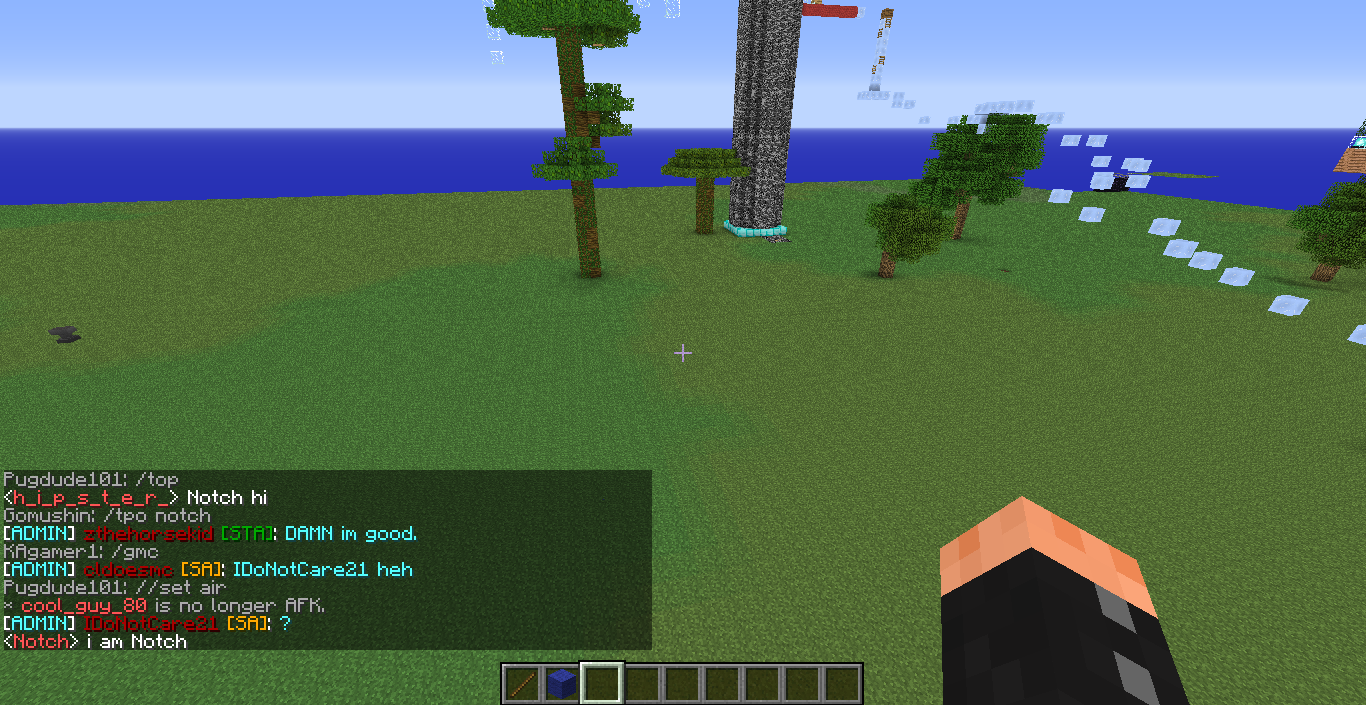 Pugdude101: /top
<h_i_p_s_t_e_r_> Notch hi
Gomushin: /tpo notch
[ADMIN] zthehorsekid [STA]: DAMN im good.
KAgamer1: /gmc
[ADMIN] cldoesmc [SA]: IDoNotCare21 heh
Pugdude101: //set air
* cool_guy_80 is no longer AFK.
[ADMIN] IDoNotCare21 [SA]: ?
<Notch> i am Notch